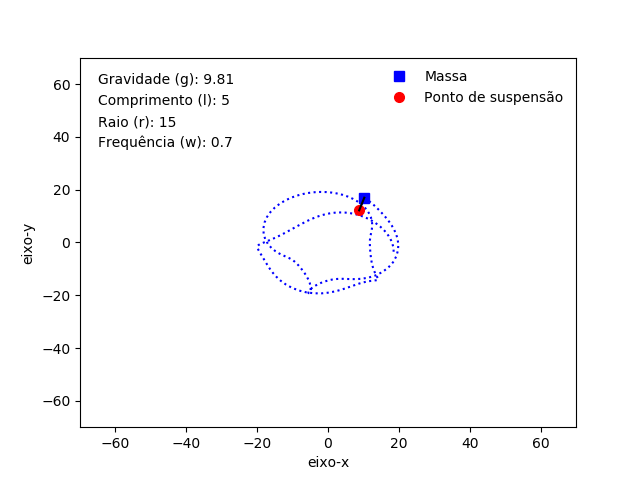 Gravidade (g): 9.81
Comprimento (l): 5
Raio (r): 15
Frequência (w): 0.7
Massa
Ponto de suspensão
60
40
20
0
−20
−40
−60
eixo-y
−60
−40
−20
0
20
40
60
eixo-x